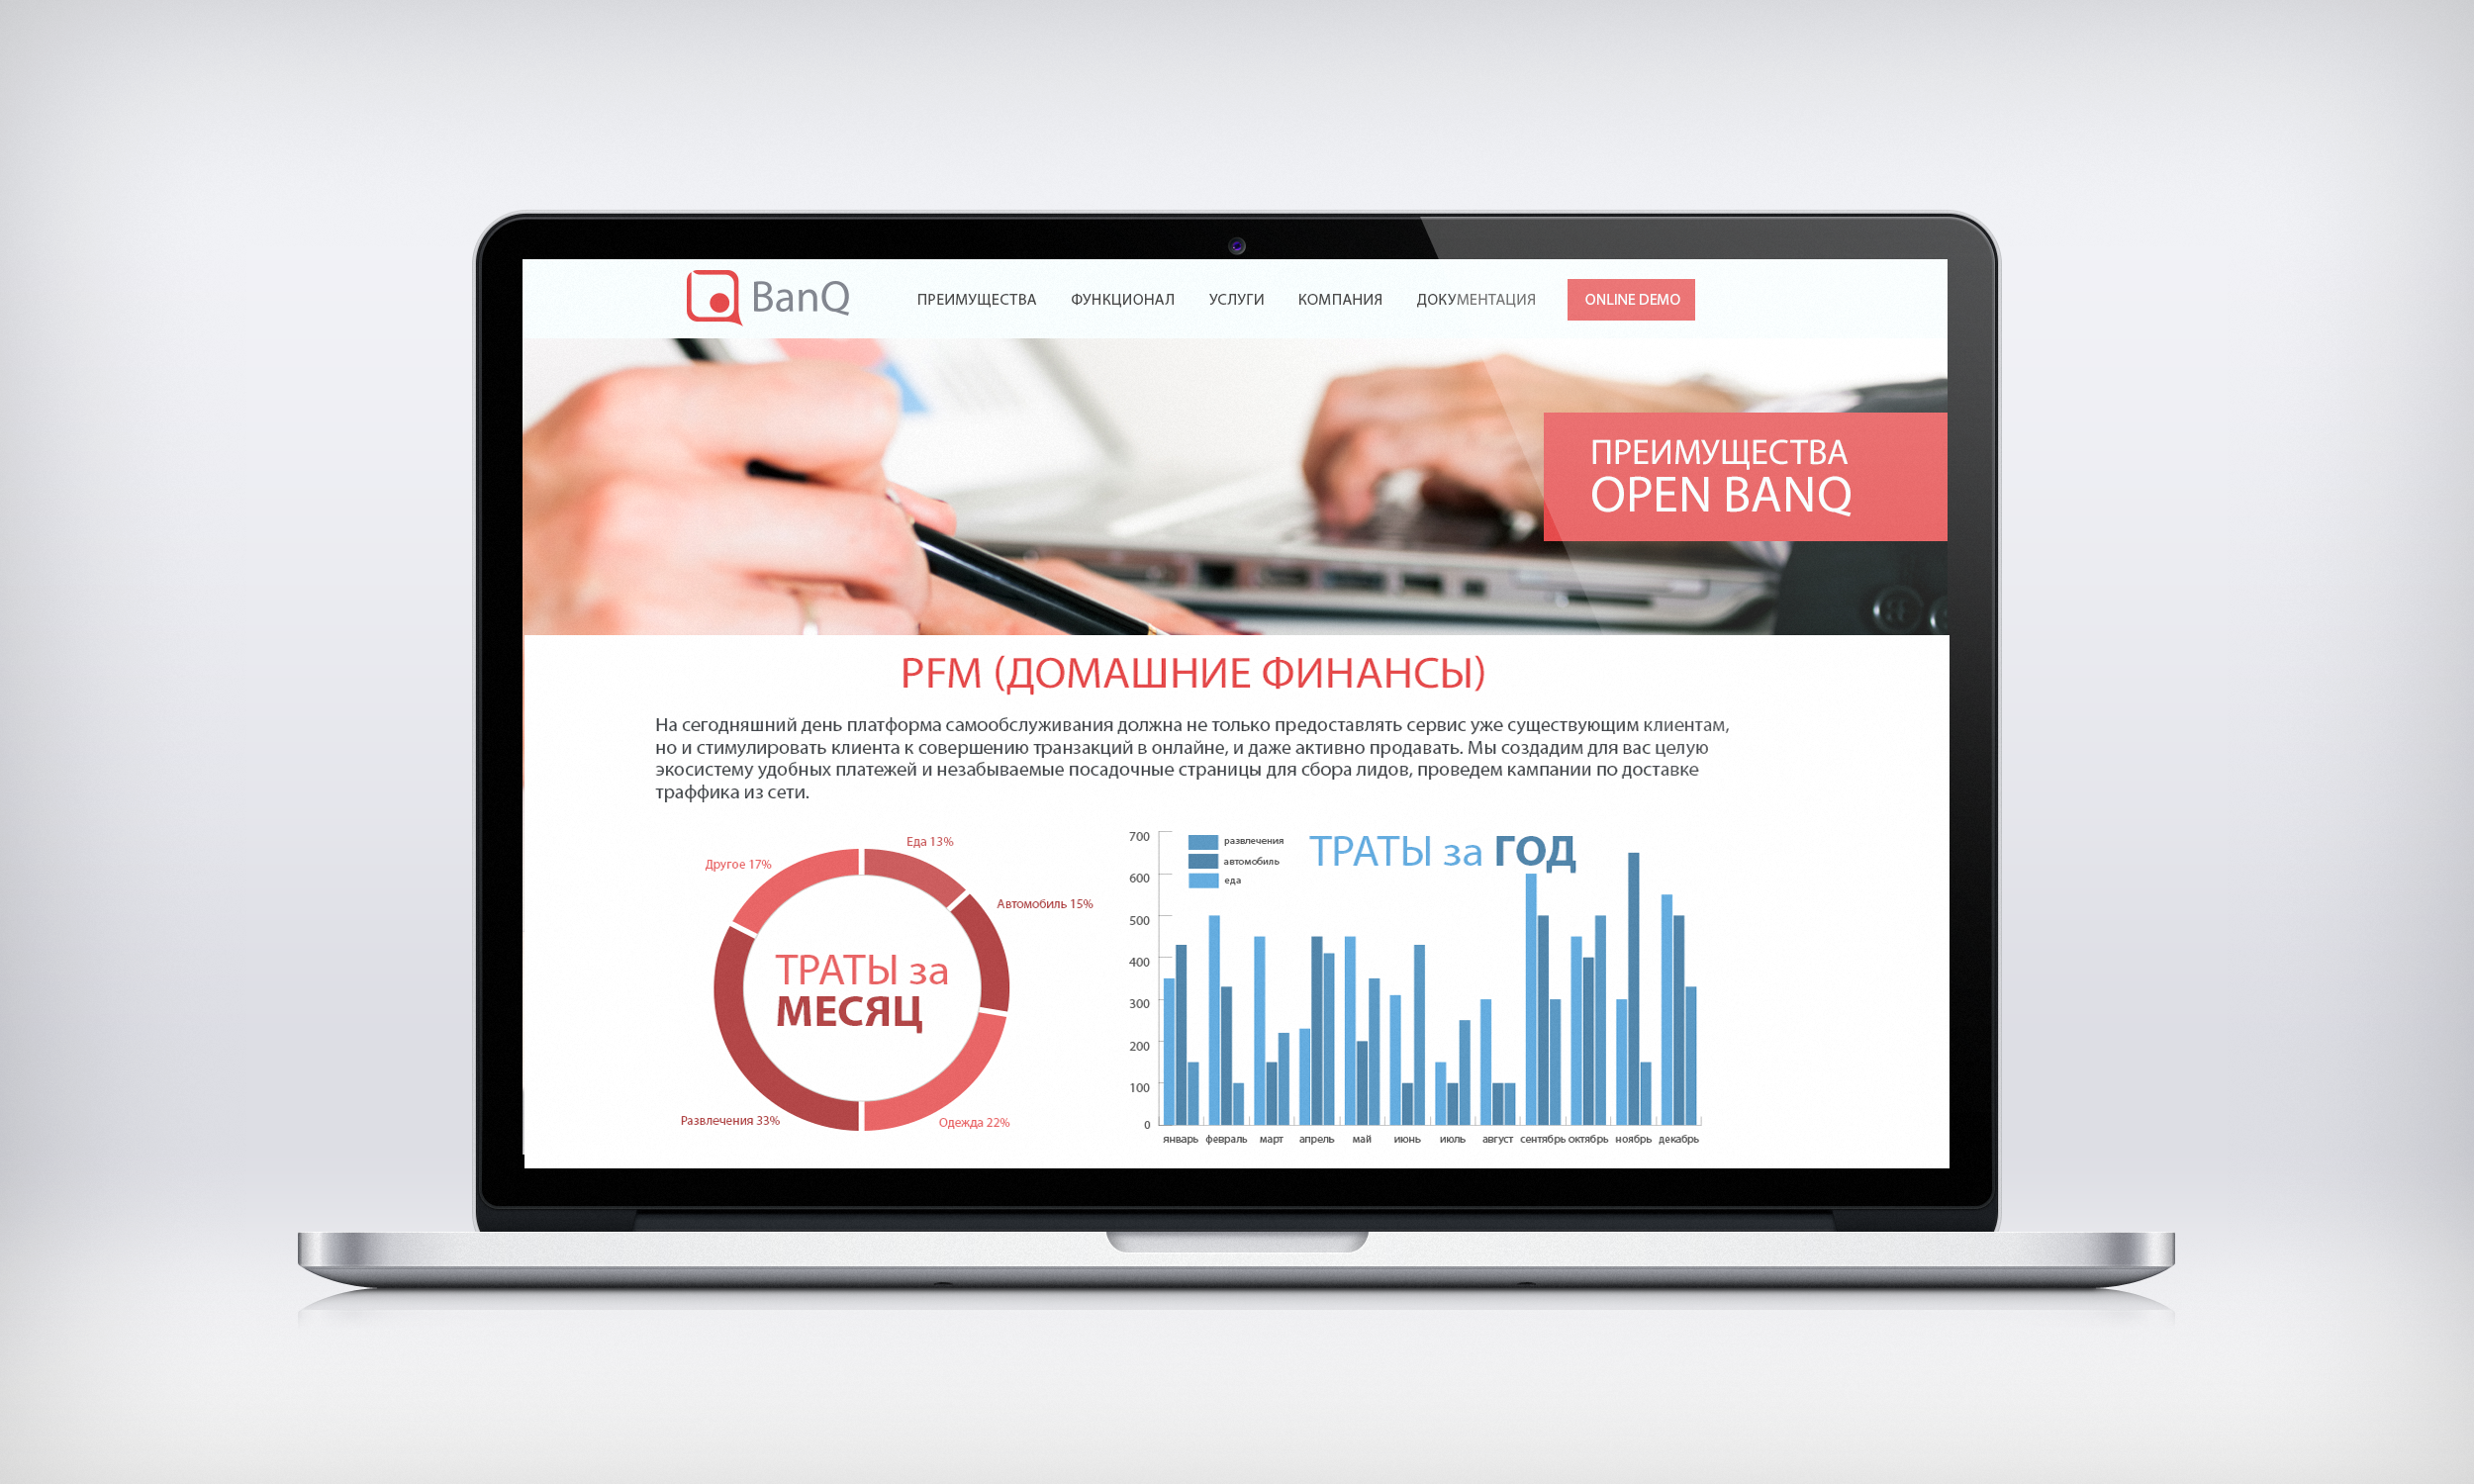 BanQ
ПРЕИМУЩЕСТВА ФУНКЦИОНАЛ УСЛУГИ КОМПАНИЯ ДОКУМЕНТАЦИЯ ONLINE DEMO
ПРЕИМУЩЕСТВА
OPEN BANQ
PFM (ДОМАШНИЕ ФИНАНСЫ)
На сегодняшний день платформа самообслуживания должна не только предоставлять сервис уже существующим клиентам,
но и стимулировать клиента к совершению транзакций в онлайне, и даже активно продавать. Мы создадим для вас целую
экосистему удобных платежей и незабываемые посадочные страницы для сбора лидов, проведем кампании по доставке
траффика из сети.
Еда 13%
Другое 17%
Автомобиль 15%
ТРАТЫ за
МЕСЯЦ
Развлечения 33%
Одежда 22%
ТРАТЫ за ГОД
развлечения
автомобиль
еда
700
600
500
400
300
200
100
0
январь февраль март апрель май июнь июль август сентябрь октябрь ноябрь декабрь